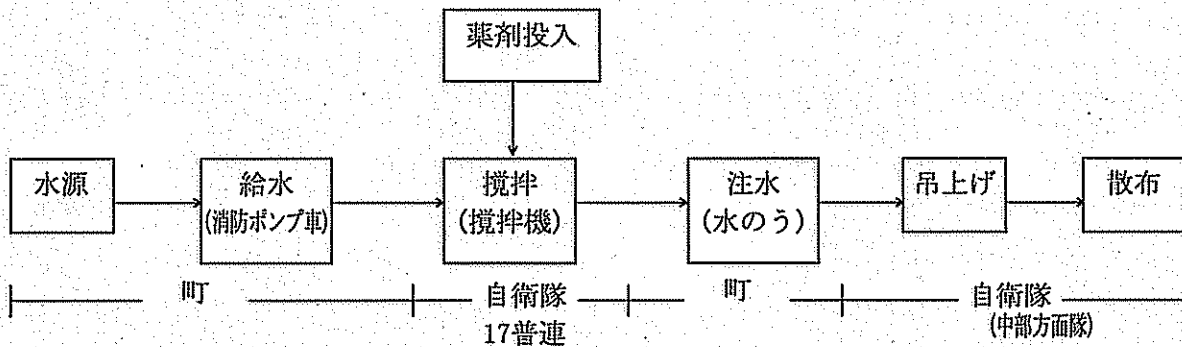 薬剤投入
水源
給水
(消防ポンプ車)
撹拌
(撹拌機)
注水
(水のう)
吊上げ
散布
町
自衛隊
17普連
町
自衛隊
(中部方面隊)